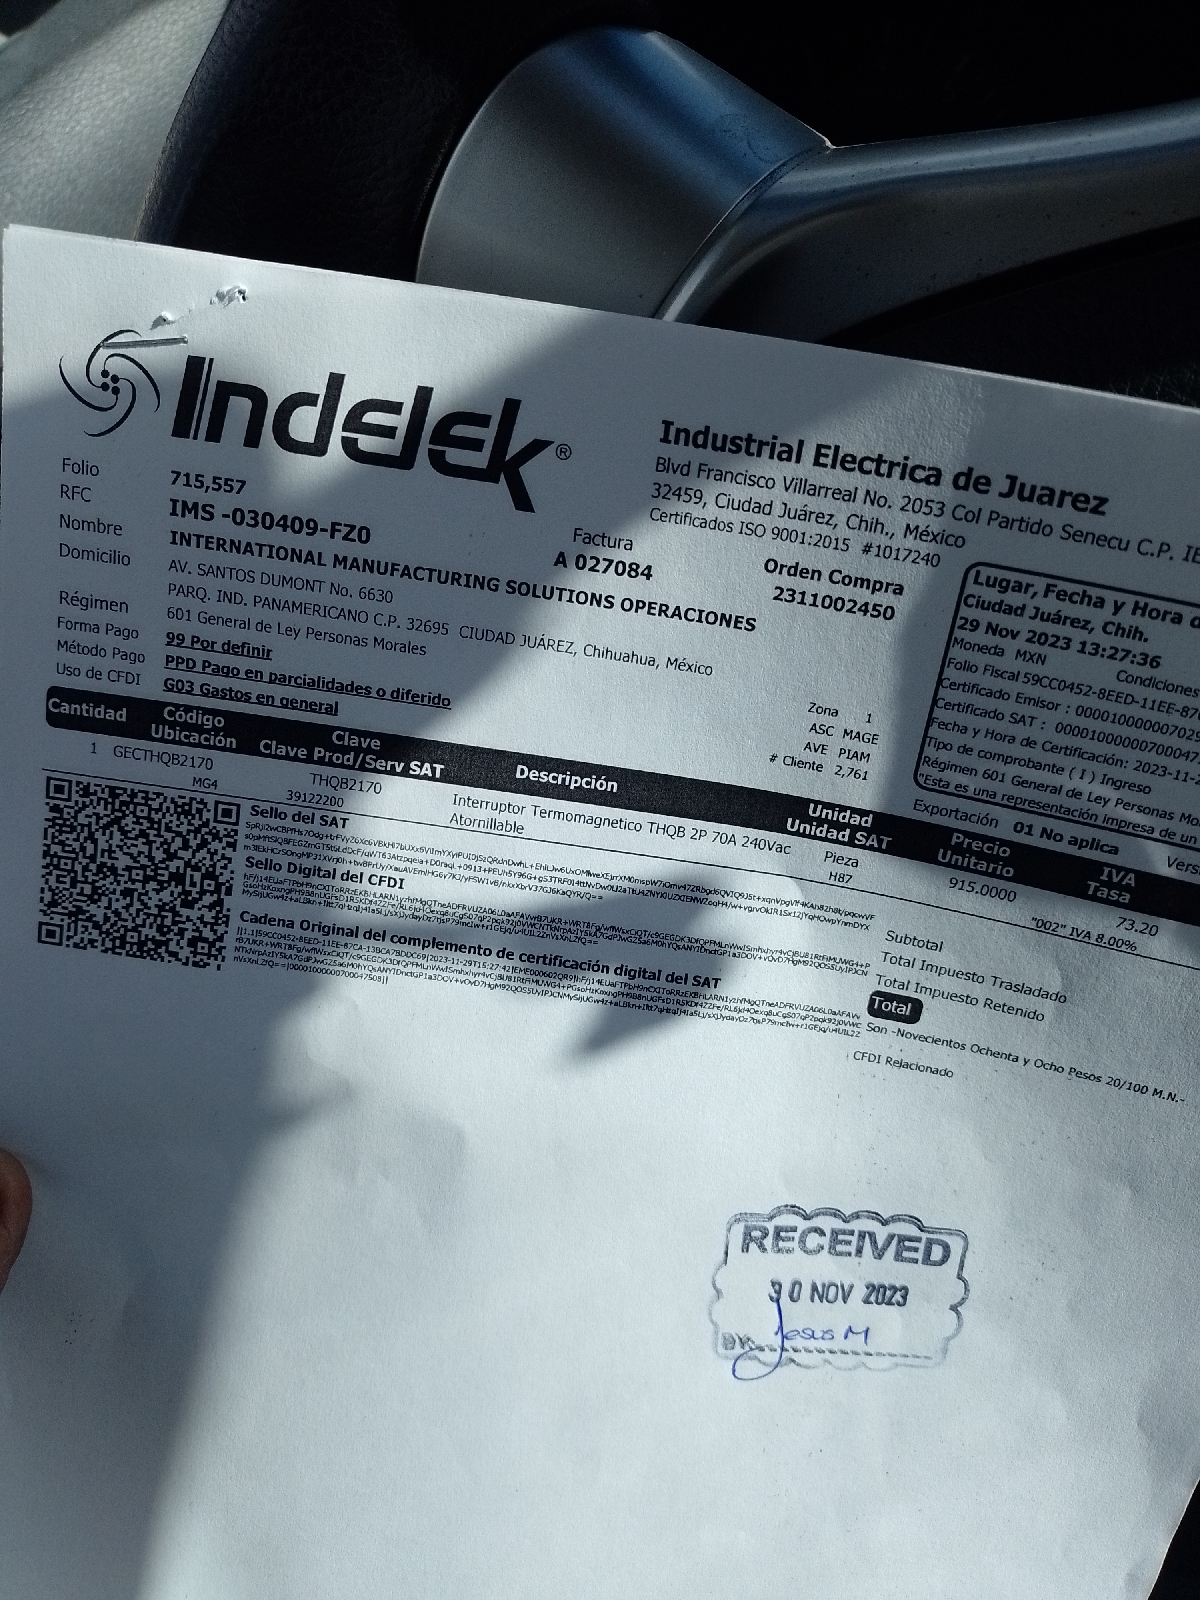 Indelek®
Industrial Electrica de Juarez
Blvd Francisco Villarreal No. 2053 Col Partido Senecu C.P.
32459, Ciudad Juárez, Chih., México
Certificados ISO 9001:2015 #1017240
Folio 715,557
RFC IMS -030409-FZ0
Nombre INTERNATIONAL MANUFACTURING SOLUTIONS OPERACIONES
Domicilio AV. SANTOS DUMONT No. 6630
PARQ. IND. PANAMERICANO C.P. 32695 CIUDAD JUÁREZ, Chihuahua, México
Régimen 601 General de Ley Personas Morales
Forma Pago 99 Por definir
Método Pago PPD Pago en parcialidades o diferido
Uso de CFDI G03 Gastos en general
Factura
A 027084
Orden Compra
2311002450
Lugar, Fecha y Hora
Ciudad Juárez, Chih.
29 Nov 2023 13:27:36
Moneda MXN Condiciones
Folio Fiscal 59CC0452-8EED-11EE-87
Certificado Emisor : 0000100000070
Certificado SAT : 000010000007000
Fecha y Hora de Certificación: 2023-11-
Tipo de comprobante ( I ) Ingreso
Régimen 601 General de Ley Personas
"Esta es una representación impresa de un
Zona 1
ASC MAGE
AVE PIAM
# Cliente 2,761
Exportación 01 No aplica
Cantidad Código Ubicación Clave Clave Prod/Serv SAT Descripción Unidad Unidad SAT Precio Unitario IVA Tasa
1 GECTHQB2170 THQB2170 Interruptor Termomagnetico THQB 2P 70A 240Vac Pieza 915.0000 73.20
MG4 39122200 Atornillable H87 "002" IVA 8.00%
Sello del SAT
Sello Digital del CFDI
Cadena Original del complemento de certificación digital del SAT
Subtotal
Total Impuesto Trasladado
Total Impuesto Retenido
Total
Son -Novecientos Ochenta y Ocho Pesos 20/100 M.N.-
CFDI Relacionado
RECEIVED
30 NOV 2023
BY: Jesus M